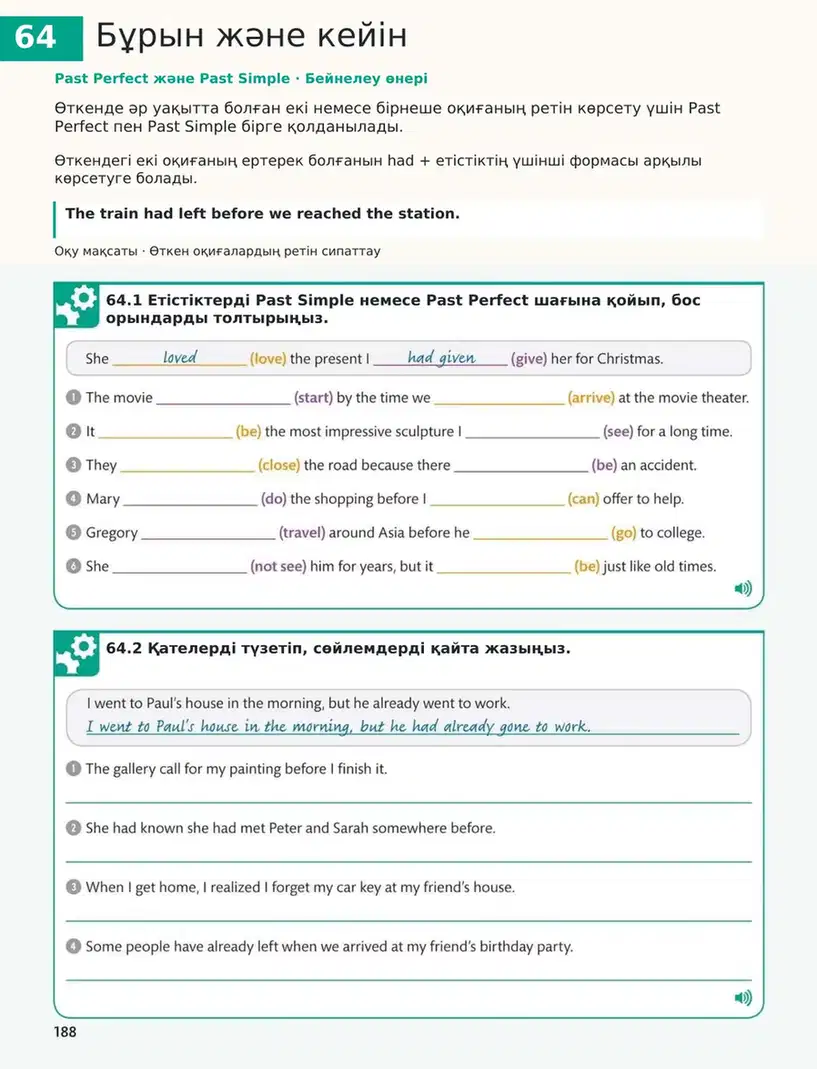 64 Бұрын және кейін
Past Perfect және Past Simple · Бейнелеу өнері
Өткенде әр уақытта болған екі немесе бірнеше оқиғаның ретін көрсету үшін Past
Perfect пен Past Simple бірге қолданылады.
Өткендегі екі оқиғаның ертерек болғанын had + етістіктің үшінші формасы арқылы
көрсетуге болады.
The train had left before we reached the station.
Оқу мақсаты · Өткен оқиғалардың ретін сипаттау
64.1 Етістіктерді Past Simple немесе Past Perfect шағына қойып, бос
орындарды толтырыңыз.
She loved (love) the present I had given (give) her for Christmas.
1 The movie ____________ (start) by the time we ____________ (arrive) at the movie theater.
2 It ____________ (be) the most impressive sculpture I ____________ (see) for a long time.
3 They ____________ (close) the road because there ____________ (be) an accident.
4 Mary ____________ (do) the shopping before I ____________ (can) offer to help.
5 Gregory ____________ (travel) around Asia before he ____________ (go) to college.
6 She ____________ (not see) him for years, but it ____________ (be) just like old times.
64.2 Қателерді түзетіп, сөйлемдерді қайта жазыңыз.
I went to Paul's house in the morning, but he already went to work.
I went to Paul's house in the morning, but he had already gone to work.
1 The gallery call for my painting before I finish it.
2 She had known she had met Peter and Sarah somewhere before.
3 When I get home, I realized I forget my car key at my friend's house.
4 Some people have already left when we arrived at my friend's birthday party.
188